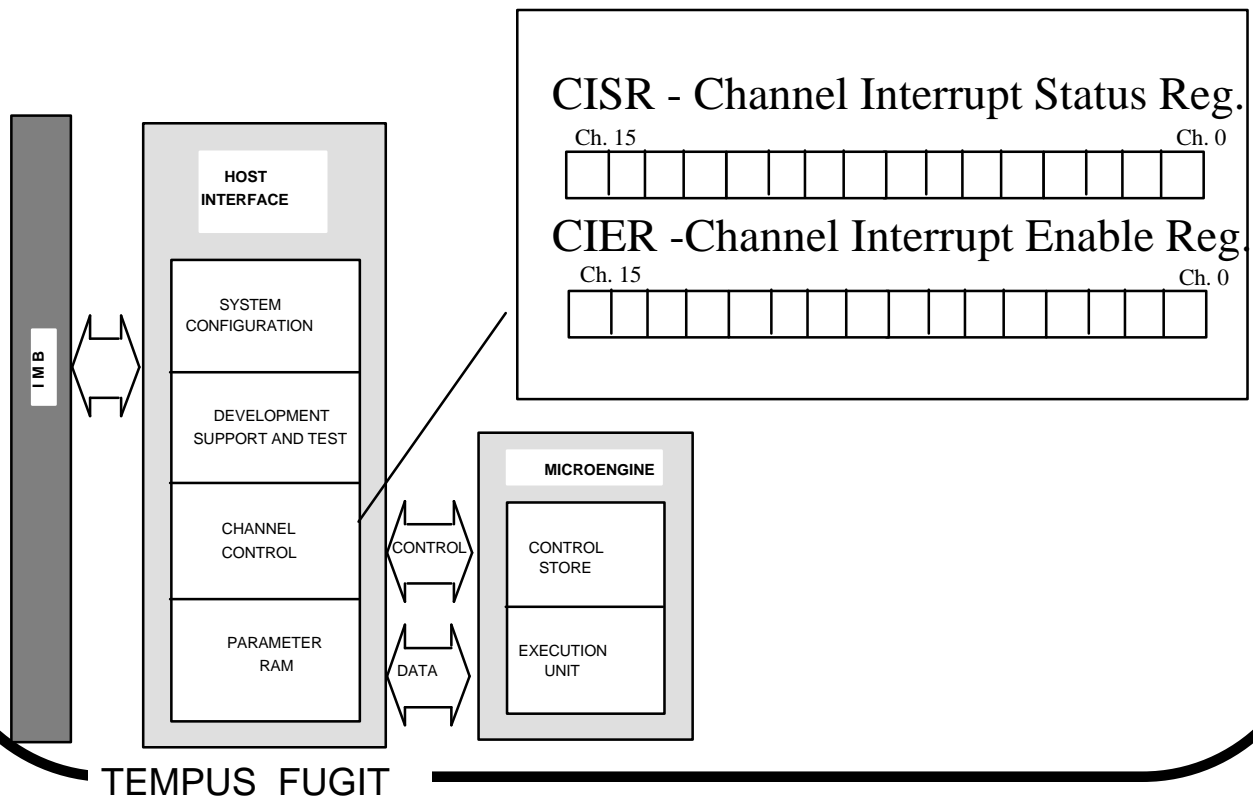 CISR - Channel Interrupt Status Reg.
Ch. 15
Ch. 0
CIER -Channel Interrupt Enable Reg.
Ch. 15
Ch. 0
IMB
HOST
INTERFACE
SYSTEM
CONFIGURATION
DEVELOPMENT
SUPPORT AND TEST
CHANNEL
CONTROL
PARAMETER
RAM
CONTROL
DATA
MICROENGINE
CONTROL
STORE
EXECUTION
UNIT
TEMPUS FUGIT